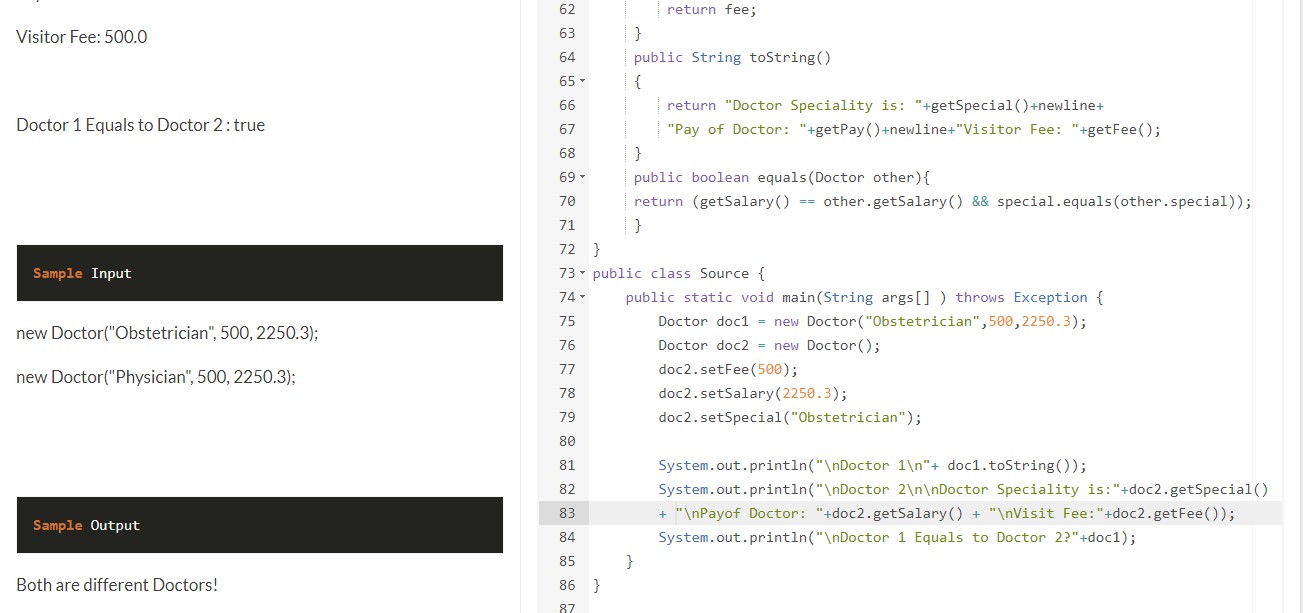 Visitor Fee: 500.0
Doctor 1 Equals to Doctor 2 : true
Sample Input
new Doctor("Obstetrician", 500, 2250.3);
new Doctor("Physician", 500, 2250.3);
Sample Output
Both are different Doctors!
62 return fee;
63 }
64 public String toString()
65 {
66 return "Doctor Speciality is: "+getSpecial()+newline+
67 "Pay of Doctor: "+getPay()+newline+"Visitor Fee: "+getFee();
68 }
69 public boolean equals(Doctor other){
70 return (getSalary() == other.getSalary() && special.equals(other.special));
71 }
72 }
73 public class Source {
74 public static void main(String args[] ) throws Exception {
75 Doctor doc1 = new Doctor("Obstetrician",500,2250.3);
76 Doctor doc2 = new Doctor();
77 doc2.setFee(500);
78 doc2.setSalary(2250.3);
79 doc2.setSpecial("Obstetrician");
80
81 System.out.println("\nDoctor 1\n"+ doc1.toString());
82 System.out.println("\nDoctor 2\n\nDoctor Speciality is:"+doc2.getSpecial()
83 + "\nPayof Doctor: "+doc2.getSalary() + "\nVisit Fee:"+doc2.getFee());
84 System.out.println("\nDoctor 1 Equals to Doctor 2?"+doc1);
85 }
86 }
87